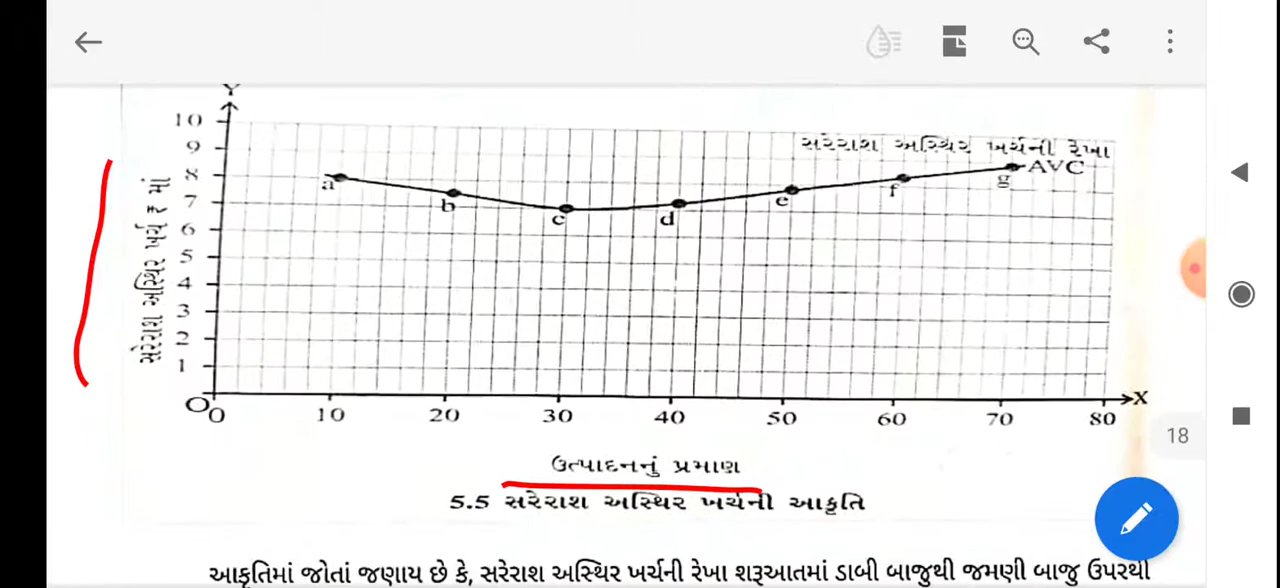 Y
10
9
8
7
6
5
4
3
2
1
O
સરેરાશ અસ્થિર ખર્ચ ₹ માં
સરેરાશ અસ્થિર ખર્ચની રેખા
AVC
a
b
c
d
e
f
g
0 10 20 30 40 50 60 70 80 X
18
ઉત્પાદનનું પ્રમાણ
5.5 સરેરાશ અસ્થિર ખર્ચની આકૃતિ
આકૃતિમાં જોતાં જણાય છે કે, સરેરાશ અસ્થિર ખર્ચની રેખા શરૂઆતમાં ડાબી બાજુથી જમણી બાજુ ઉપરથી